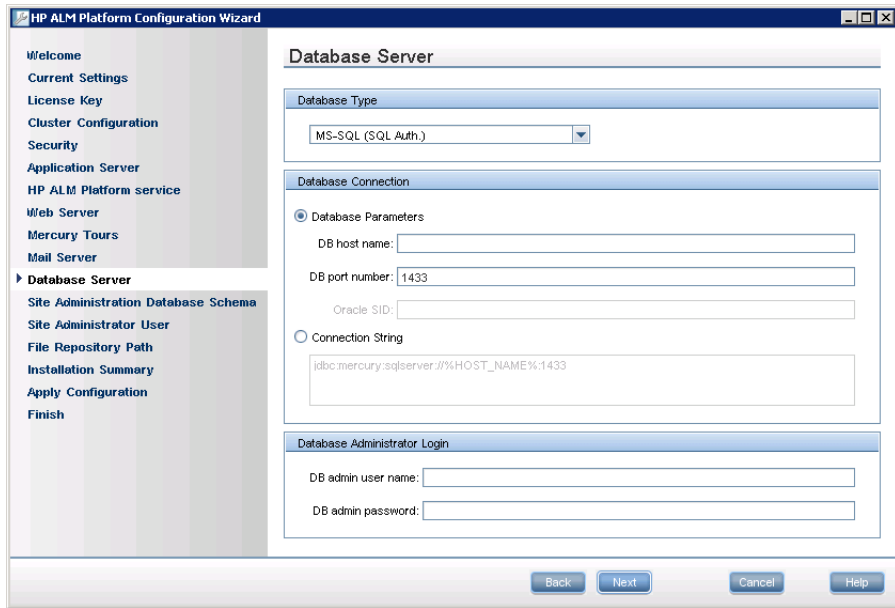 HP ALM Platform Configuration Wizard
Welcome
Current Settings
License Key
Cluster Configuration
Security
Application Server
HP ALM Platform service
Web Server
Mercury Tours
Mail Server
Database Server
Site Administration Database Schema
Site Administrator User
File Repository Path
Installation Summary
Apply Configuration
Finish
Database Server
Database Type
MS-SQL (SQL Auth.)
Database Connection
Database Parameters
DB host name:
DB port number: 1433
Oracle SID:
Connection String
jdbc:mercury:sqlserver://%HOST_NAME%:1433
Database Administrator Login
DB admin user name:
DB admin password:
Back Next Cancel Help